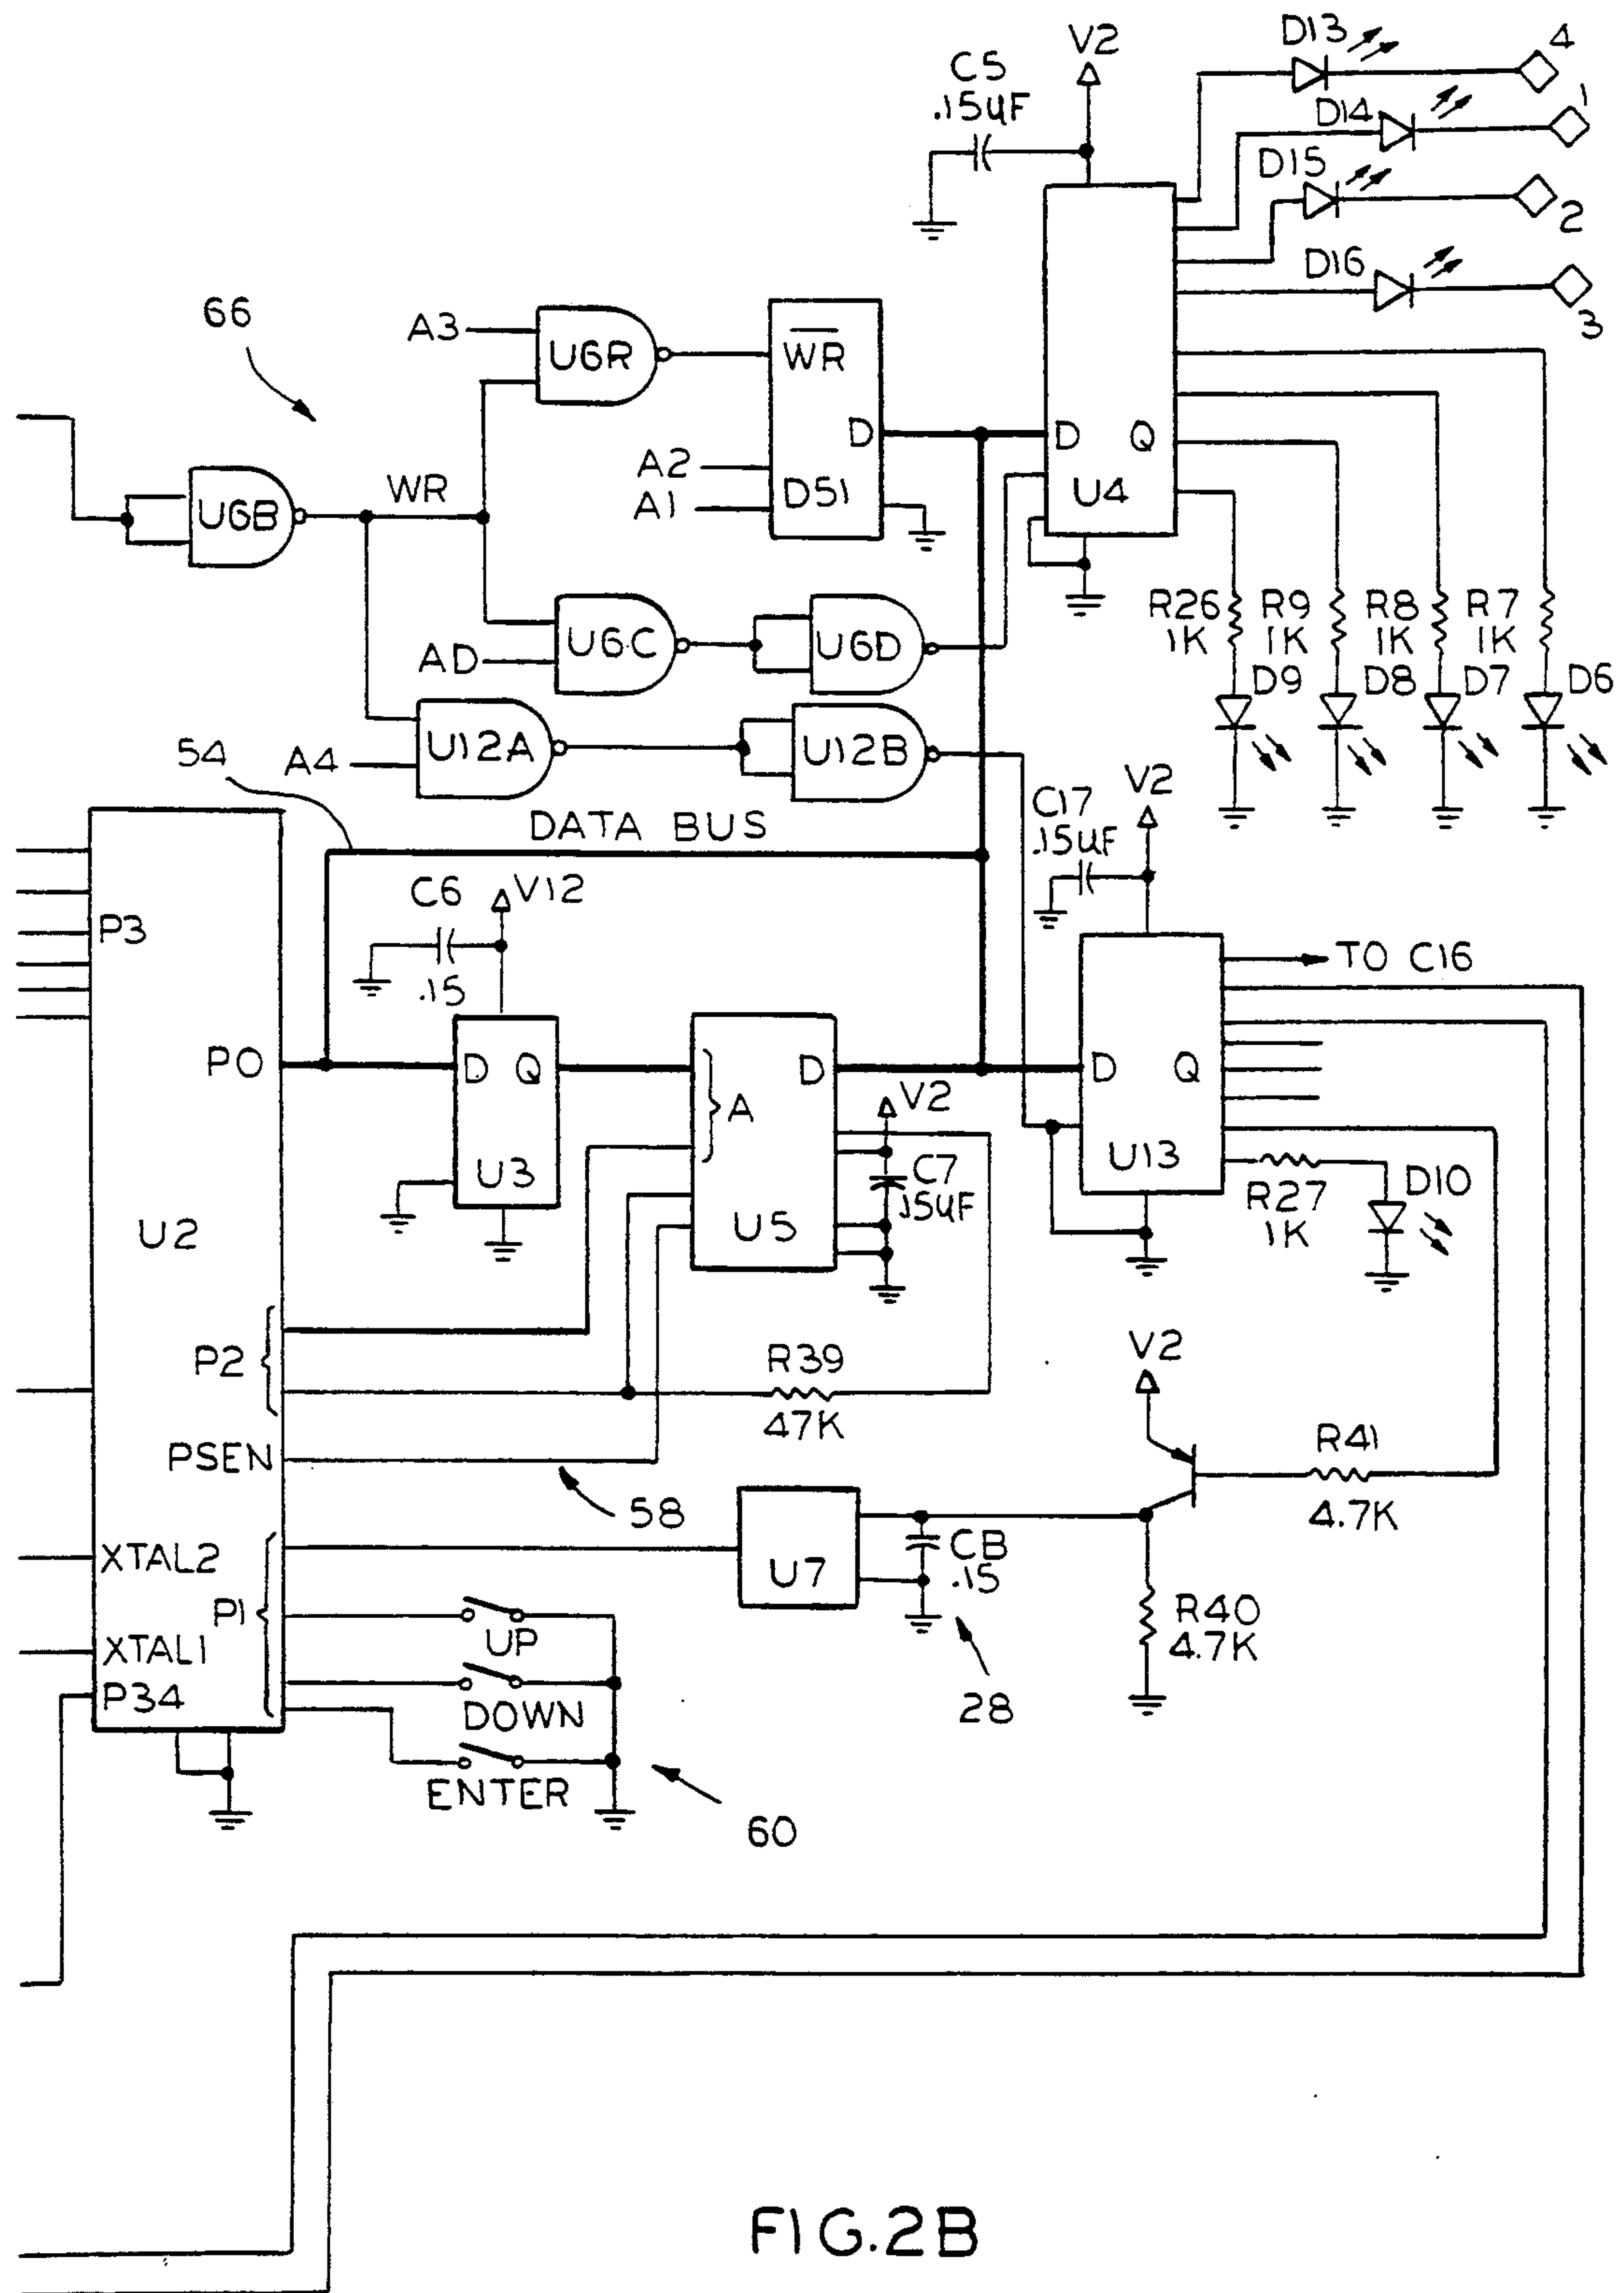 D13
4
V2
C5
.15uF
D14
1
D15
2
D16
3
66
A3
U6R
WR
D
D
Q
A2
WR
U6B
A1
DS1
U4
R26
1K
R9
1K
R8
1K
R7
1K
U6C
U6D
AD
D9
D8
D7
D6
54
A4
U12A
U12B
V2
C17
.15uF
DATA BUS
C6
V12
.15
P3
TO C16
P0
D
Q
A
D
V2
D
Q
U3
C7
.15uF
U13
R27
1K
D10
U2
U5
P2
R39
47K
V2
R41
4.7K
PSEN
58
XTAL2
U7
CB
.15
P1
UP
R40
4.7K
XTAL1
P34
DOWN
28
ENTER
60
FIG.2B